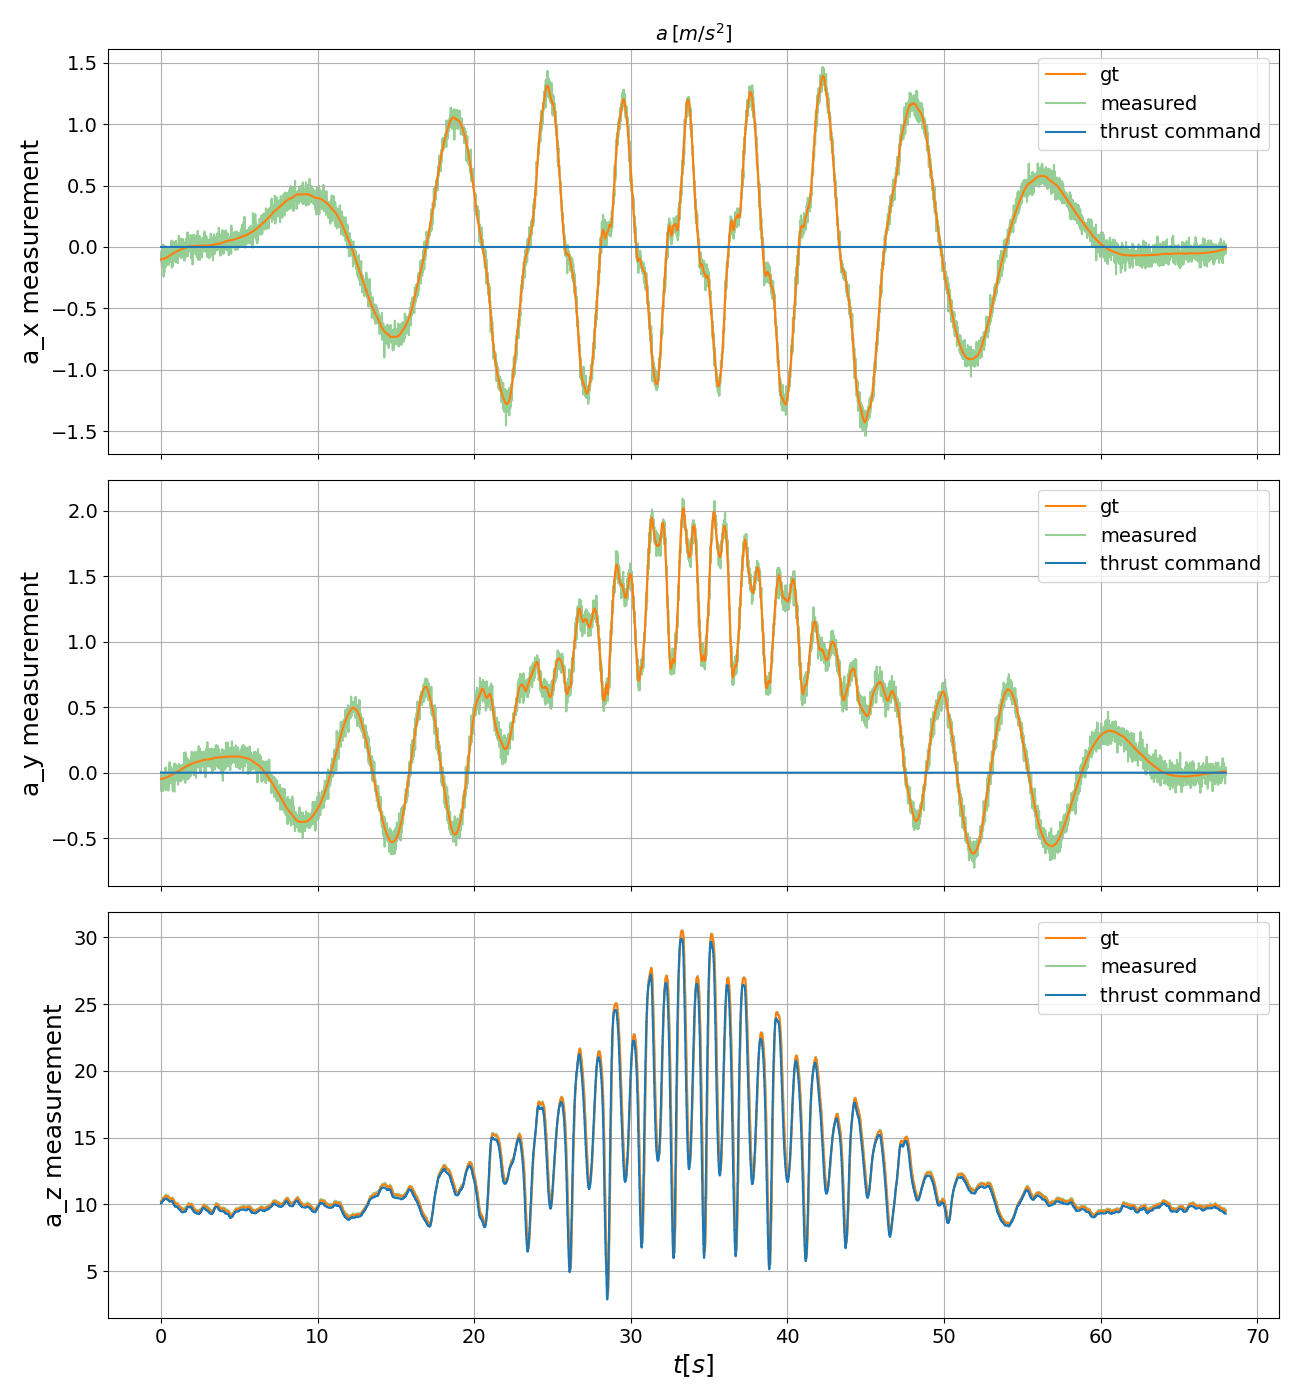 a [m/s²]
1.5
1.0
0.5
0.0
−0.5
−1.0
−1.5
a_x measurement
gt
measured
thrust command
2.0
1.5
1.0
0.5
0.0
−0.5
a_y measurement
gt
measured
thrust command
30
25
20
15
10
5
a_z measurement
gt
measured
thrust command
0 10 20 30 40 50 60 70
t[s]